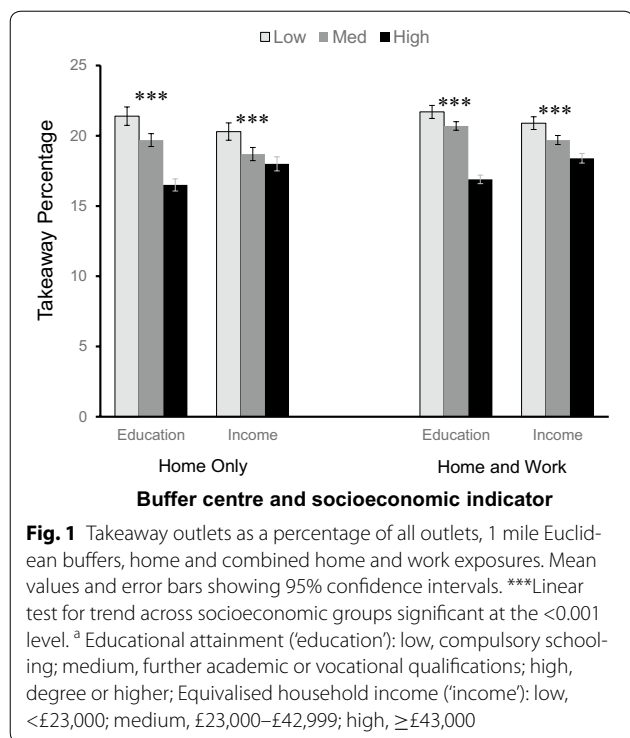 Low Med High
25
20
15
10
5
0
Takeaway Percentage
*** *** *** ***
Education Income Education Income
Home Only Home and Work
Buffer centre and socioeconomic indicator
Fig. 1 Takeaway outlets as a percentage of all outlets, 1 mile Euclid-
ean buffers, home and combined home and work exposures. Mean
values and error bars showing 95% confidence intervals. ***Linear
test for trend across socioeconomic groups significant at the <0.001
level. ᵃ Educational attainment (‘education’): low, compulsory school-
ing; medium, further academic or vocational qualifications; high,
degree or higher; Equivalised household income (‘income’): low,
<£23,000; medium, £23,000–£42,999; high, ≥£43,000